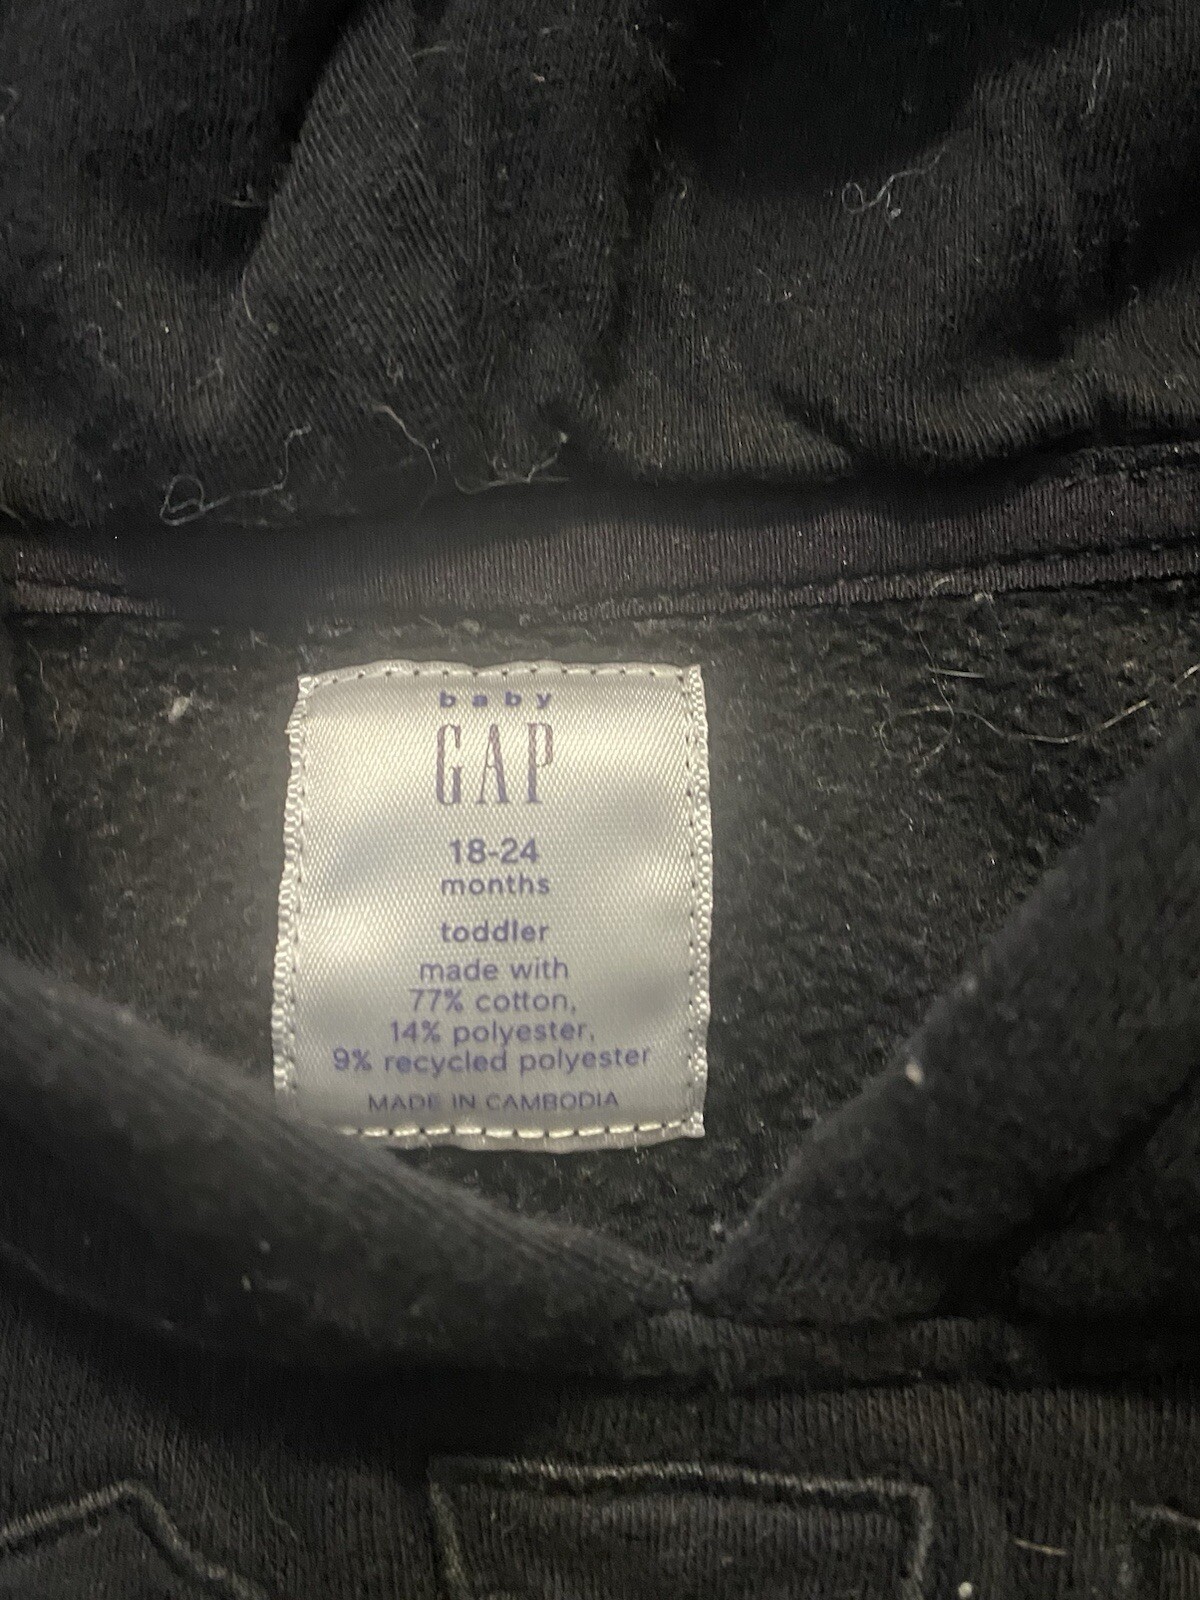 baby
GAP
18-24
months
toddler
made with
77% cotton,
14% polyester,
9% recycled polyester
MADE IN CAMBODIA